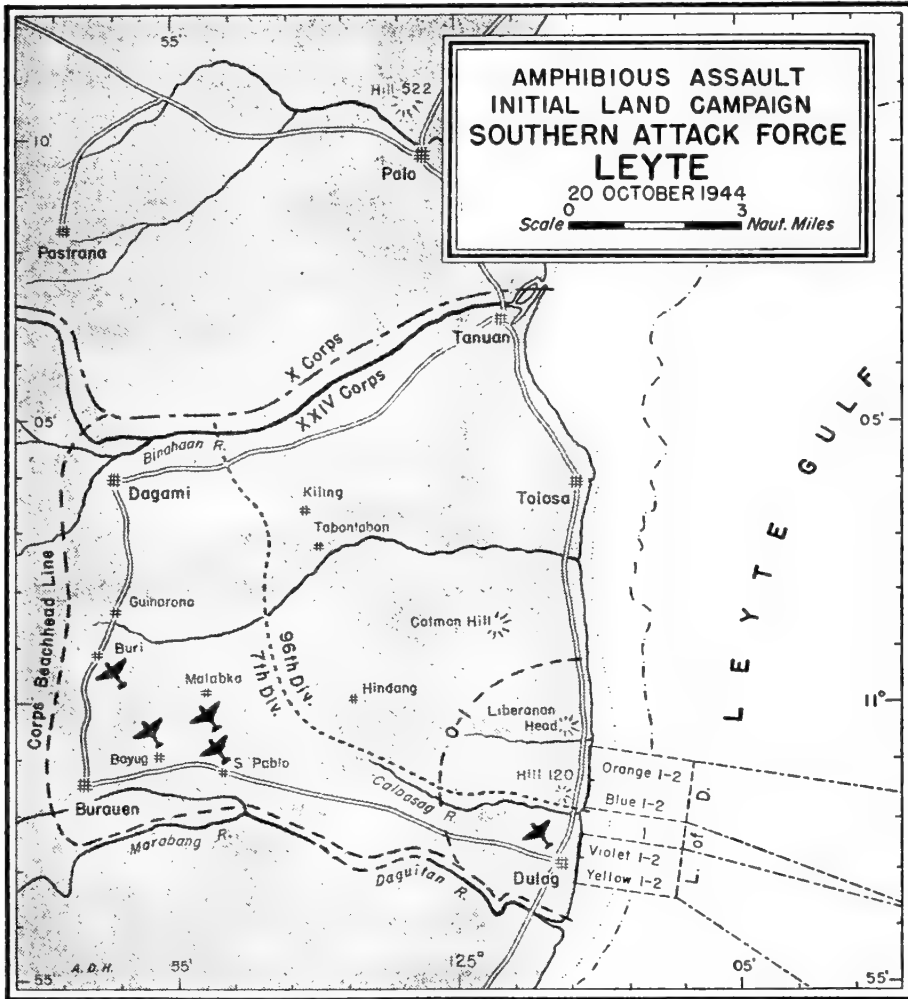 AMPHIBIOUS ASSAULT
INITIAL LAND CAMPAIGN
SOUTHERN ATTACK FORCE
LEYTE
20 OCTOBER 1944
Scale 0 3 Naut. Miles
55'
Hill 522
10'
Palo
Pastrana
Tanuan
X Corps
XXIV Corps
05'
05'
Binahaan R.
Dagami
Kiling
Tolosa
Tabontabon
LEYTE GULF
Corps Beachhead Line
Guinarona
Catmon Hill
Buri
96th Div.
7th Div.
Malabka
Hindang
11°
O-1
Liberanan
Head
Bayug
S. Pablo
Hill 120
Orange 1-2
Burauen
Calbasag R.
Blue 1-2
L. of D.
Marabang R.
Violet 1-2
Dulag
Yellow 1-2
Daguitan R.
A.D.H.
55'
55'
125°
05'
55'